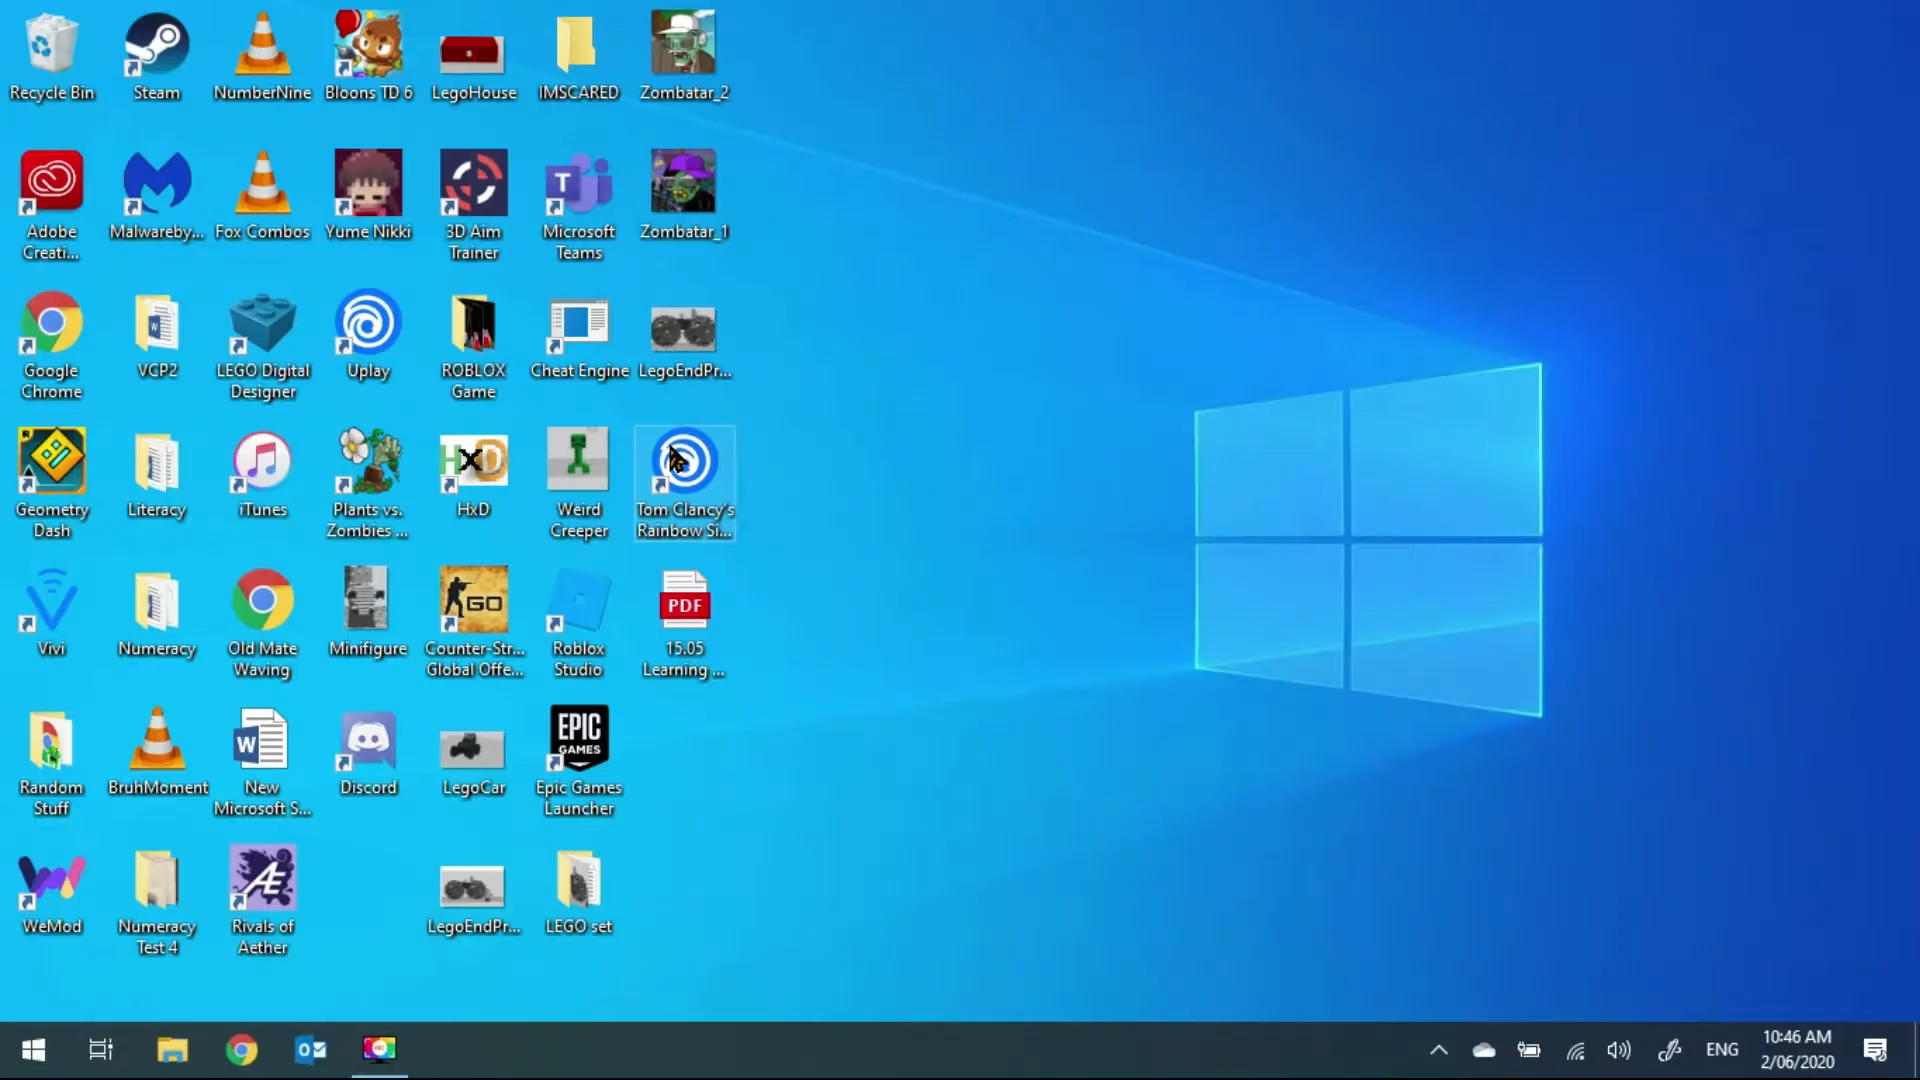 Recycle Bin
Steam
NumberNine
Bloons TD 6
LegoHouse
IMSCARED
Zombatar_2
Adobe
Creati...
Malwareby...
Fox Combos
Yume Nikki
3D Aim
Trainer
T
Microsoft
Teams
Zombatar_1
Google
Chrome
W
VCP2
LEGO Digital
Designer
Uplay
ROBLOX
Game
Cheat Engine
LegoEndPr...
Geometry
Dash
Literacy
iTunes
Plants vs.
Zombies ...
HxD
HxD
Weird
Creeper
Tom Clancy's
Rainbow Si...
Vivi
Numeracy
Old Mate
Waving
Minifigure
GO
Counter-Str...
Global Offe...
Roblox
Studio
PDF
15.05
Learning ...
Random
Stuff
BruhMoment
W
New
Microsoft S...
Discord
LegoCar
EPIC
GAMES
Epic Games
Launcher
WeMod
Numeracy
Test 4
Æ
Rivals of
Aether
LegoEndPr...
LEGO set
O
ENG
10:46 AM
2/06/2020